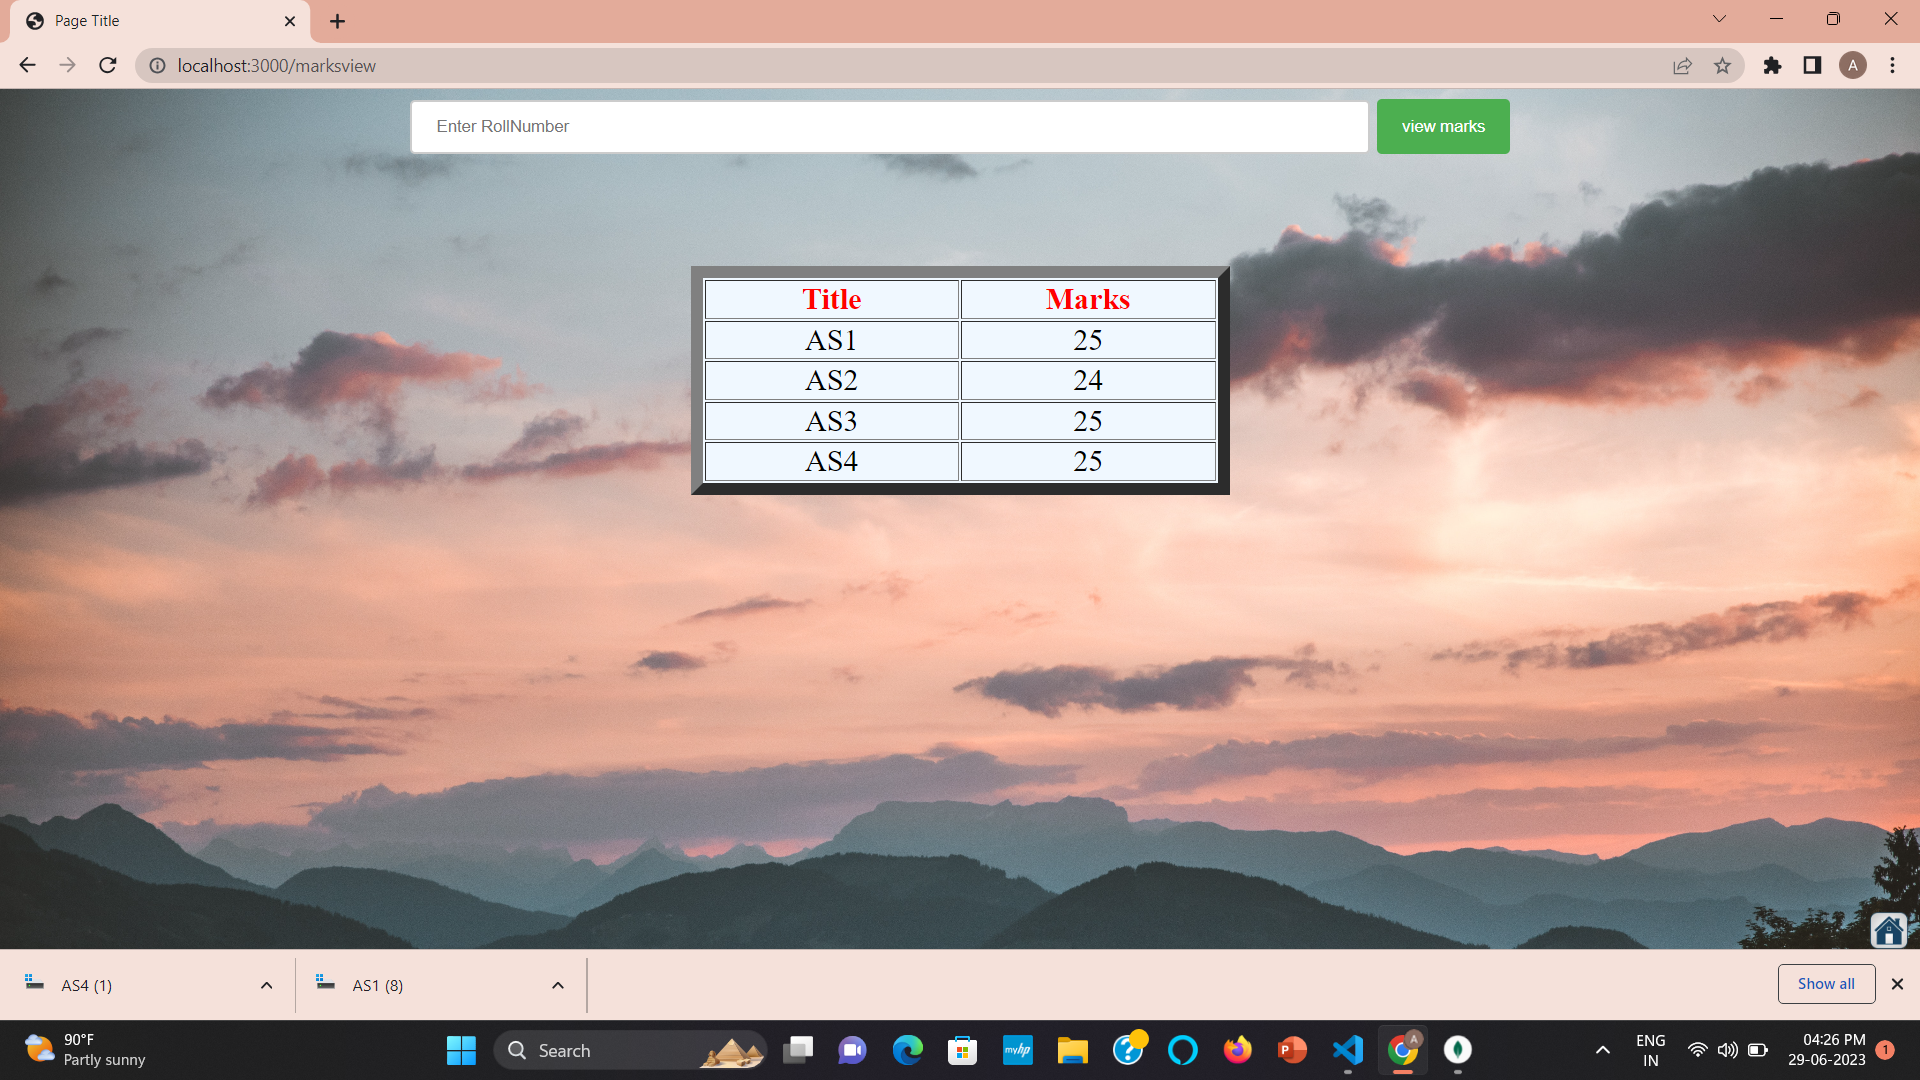 Page Title
localhost:3000/marksview
A
Enter RollNumber
view marks
Title Marks
AS1 25
AS2 24
AS3 25
AS4 25
AS4 (1)
AS1 (8)
Show all
90°F
Partly sunny
Search
myhp
?
P
A
ENG
IN
04:26 PM
29-06-2023
1